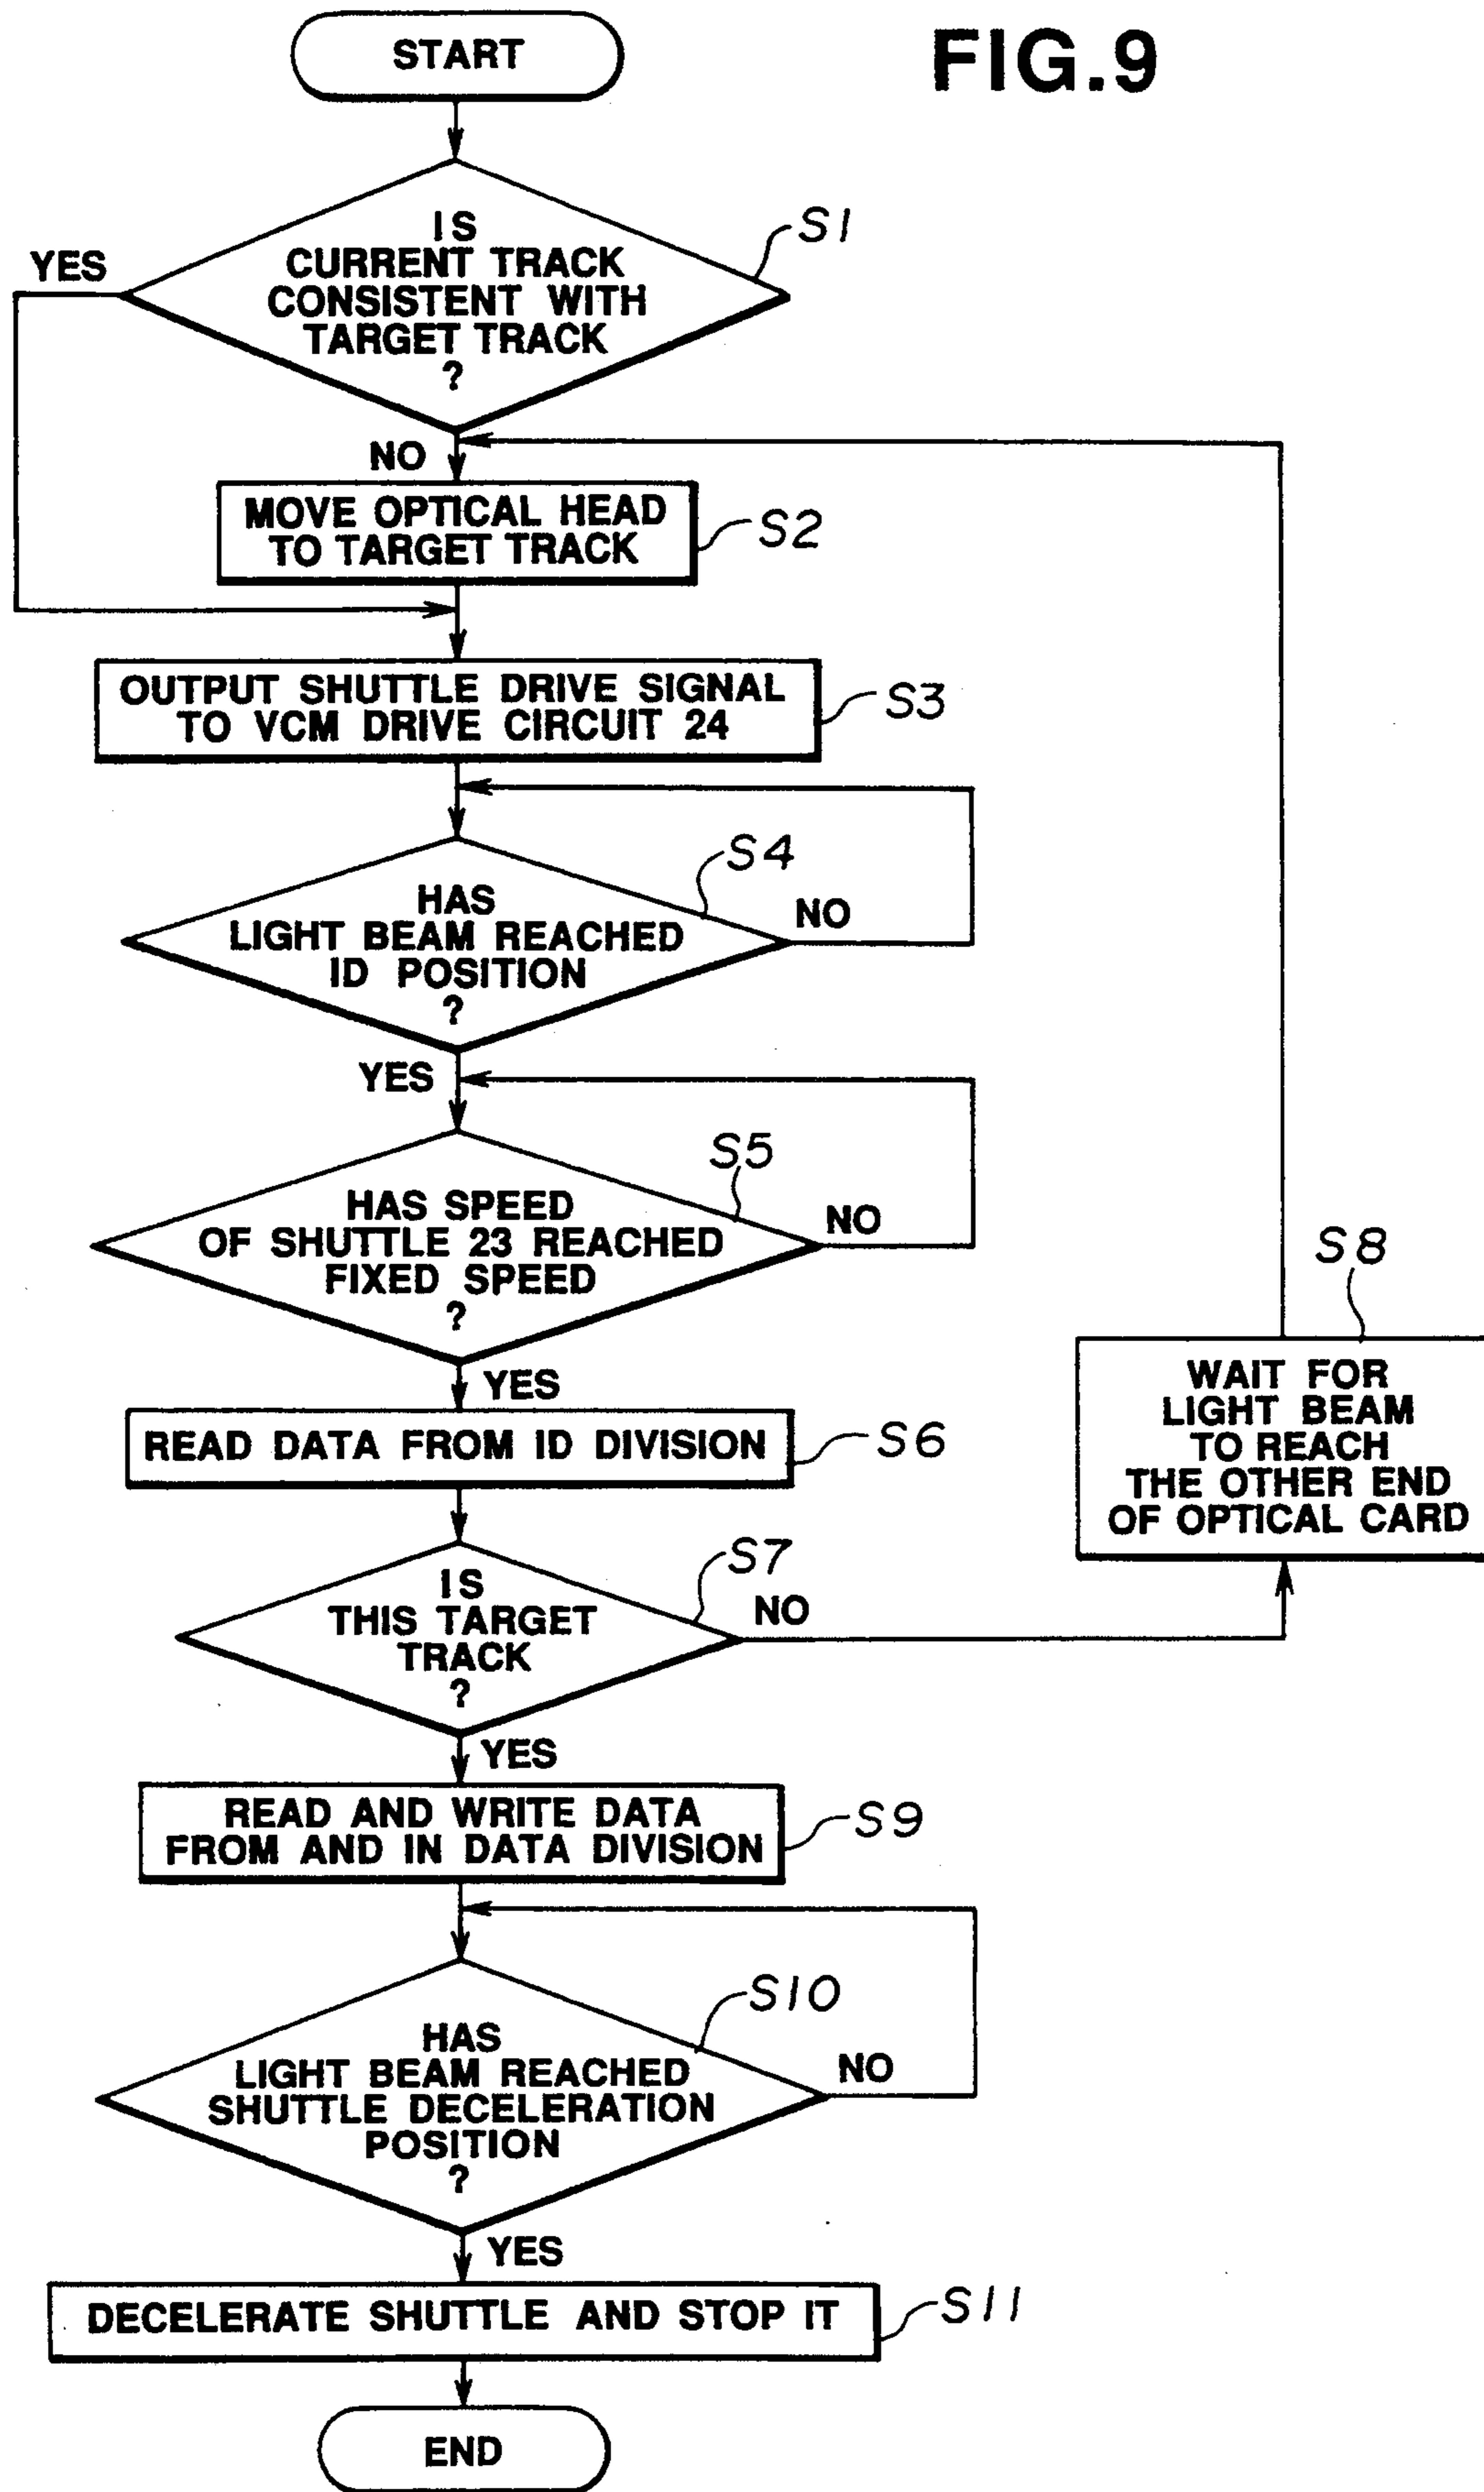 FIG.9
START
IS
CURRENT TRACK
CONSISTENT WITH
TARGET TRACK
?
S1
YES
NO
MOVE OPTICAL HEAD
TO TARGET TRACK
S2
OUTPUT SHUTTLE DRIVE SIGNAL
TO VCM DRIVE CIRCUIT 24
S3
HAS
LIGHT BEAM REACHED
ID POSITION
?
S4
NO
YES
HAS SPEED
OF SHUTTLE 23 REACHED
FIXED SPEED
?
S5
NO
YES
READ DATA FROM ID DIVISION
S6
IS
THIS TARGET
TRACK
?
S7
NO
S8
WAIT FOR
LIGHT BEAM
TO REACH
THE OTHER END
OF OPTICAL CARD
YES
READ AND WRITE DATA
FROM AND IN DATA DIVISION
S9
HAS
LIGHT BEAM REACHED
SHUTTLE DECELERATION
POSITION
?
S10
NO
YES
DECELERATE SHUTTLE AND STOP IT
S11
END